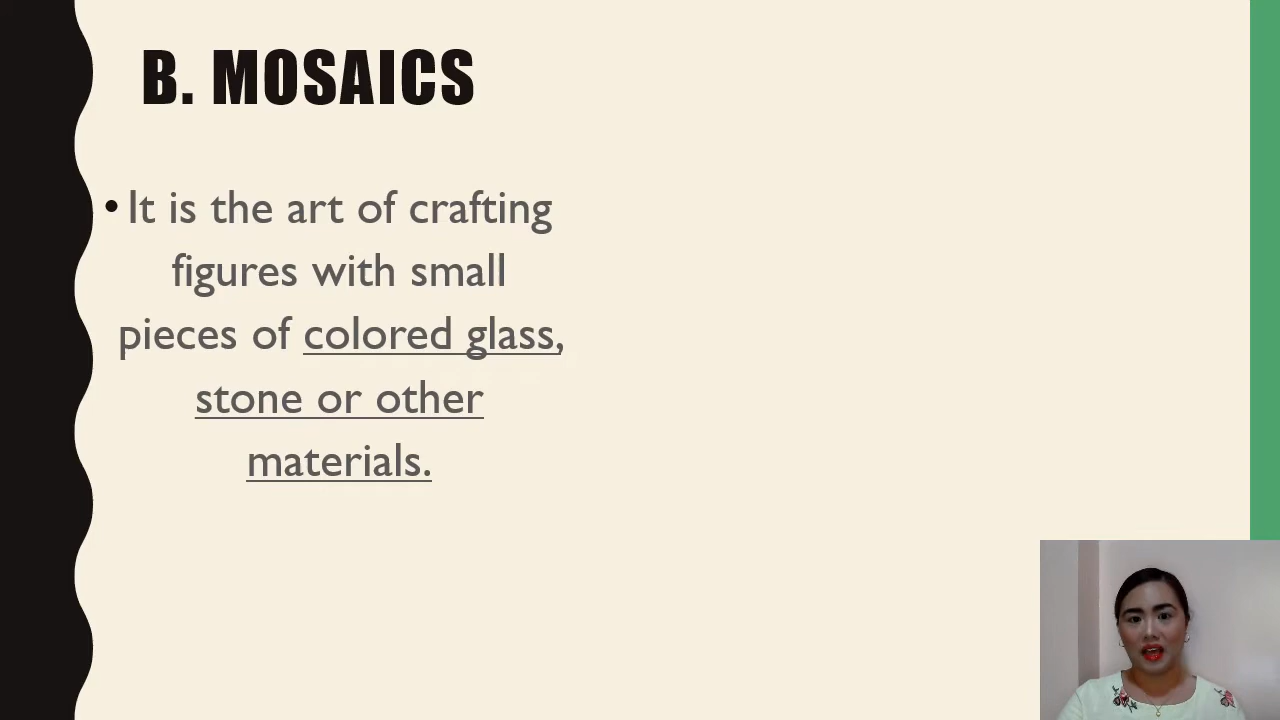 B. MOSAICS
• It is the art of crafting
figures with small
pieces of colored glass,
stone or other
materials.